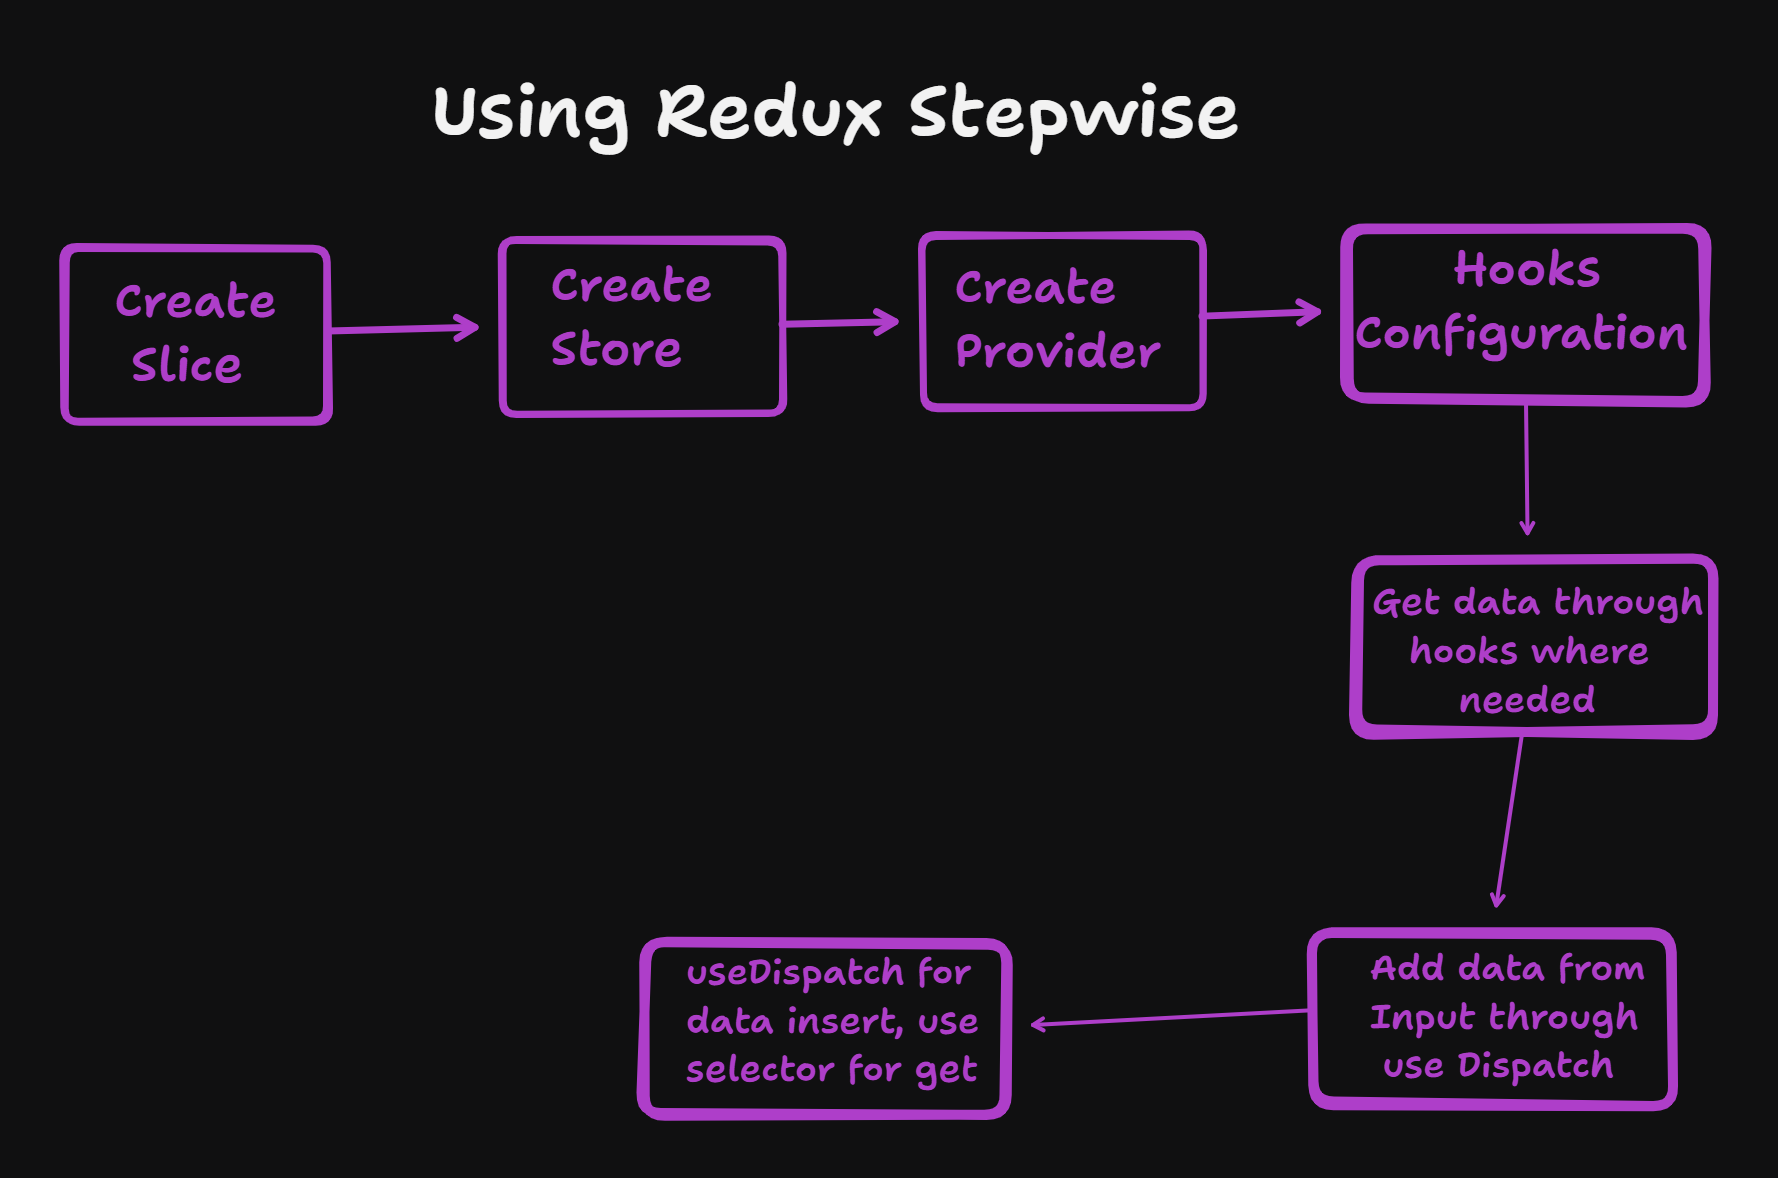 Using Redux Stepwise
Create
Slice
Create
Store
Create
Provider
Hooks
Configuration
Get data through
hooks where
needed
Add data from
Input through
use Dispatch
useDispatch for
data insert, use
selector for get